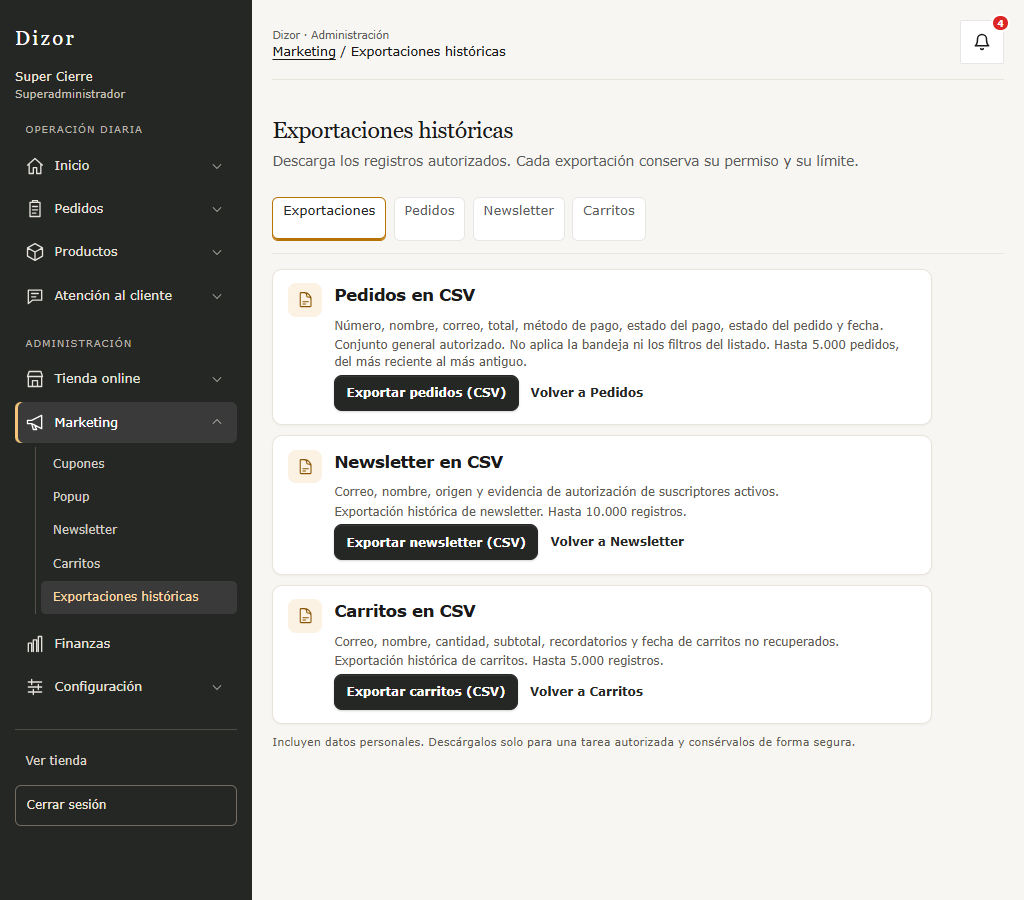 Dizor
Super Cierre
Superadministrador
OPERACIÓN DIARIA
Inicio
Pedidos
Productos
Atención al cliente
ADMINISTRACIÓN
Tienda online
Marketing
Cupones
Popup
Newsletter
Carritos
Exportaciones históricas
Finanzas
Configuración
Ver tienda
Cerrar sesión
Dizor · Administración
Marketing / Exportaciones históricas
4
Exportaciones históricas
Descarga los registros autorizados. Cada exportación conserva su permiso y su límite.
Exportaciones Pedidos Newsletter Carritos
Pedidos en CSV
Número, nombre, correo, total, método de pago, estado del pago, estado del pedido y fecha.
Conjunto general autorizado. No aplica la bandeja ni los filtros del listado. Hasta 5.000 pedidos,
del más reciente al más antiguo.
Exportar pedidos (CSV) Volver a Pedidos
Newsletter en CSV
Correo, nombre, origen y evidencia de autorización de suscriptores activos.
Exportación histórica de newsletter. Hasta 10.000 registros.
Exportar newsletter (CSV) Volver a Newsletter
Carritos en CSV
Correo, nombre, cantidad, subtotal, recordatorios y fecha de carritos no recuperados.
Exportación histórica de carritos. Hasta 5.000 registros.
Exportar carritos (CSV) Volver a Carritos
Incluyen datos personales. Descárgalos solo para una tarea autorizada y consérvalos de forma segura.